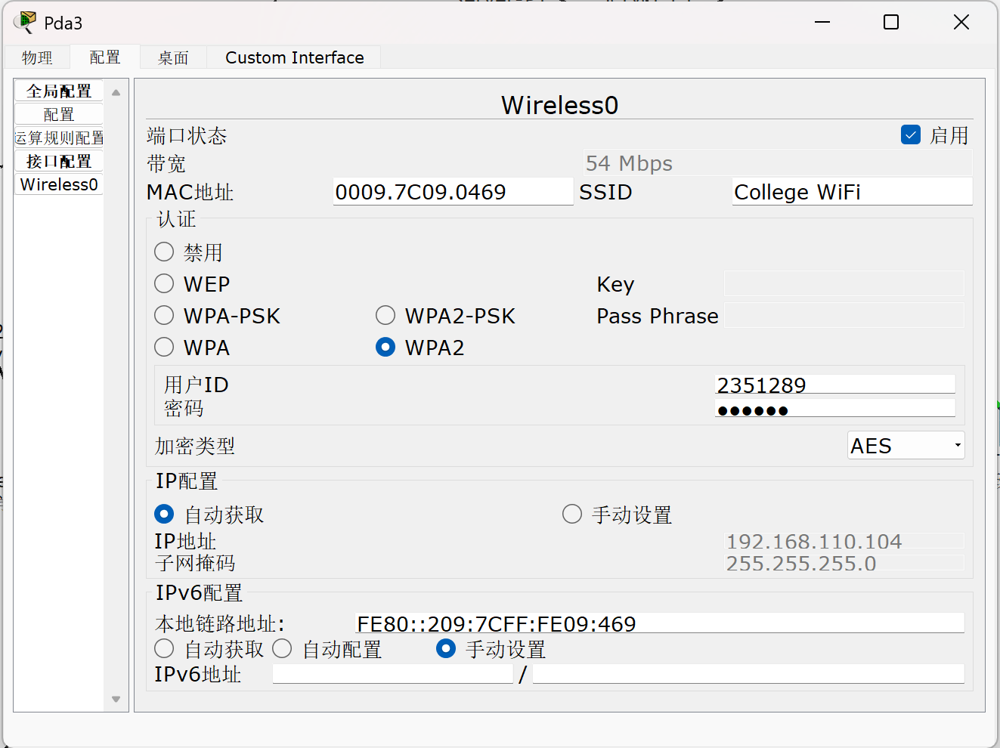 Pda3
物理 配置 桌面 Custom Interface
全局配置
配置
运算规则配置
接口配置
Wireless0
Wireless0
端口状态 启用
带宽 54 Mbps
MAC地址 0009.7C09.0469 SSID College WiFi
认证
禁用
WEP Key
WPA-PSK WPA2-PSK Pass Phrase
WPA WPA2
用户ID 2351289
密码 ●●●●●●
加密类型 AES
IP配置
自动获取 手动设置
IP地址 192.168.110.104
子网掩码 255.255.255.0
IPv6配置
本地链路地址: FE80::209:7CFF:FE09:469
自动获取 自动配置 手动设置
IPv6地址 /